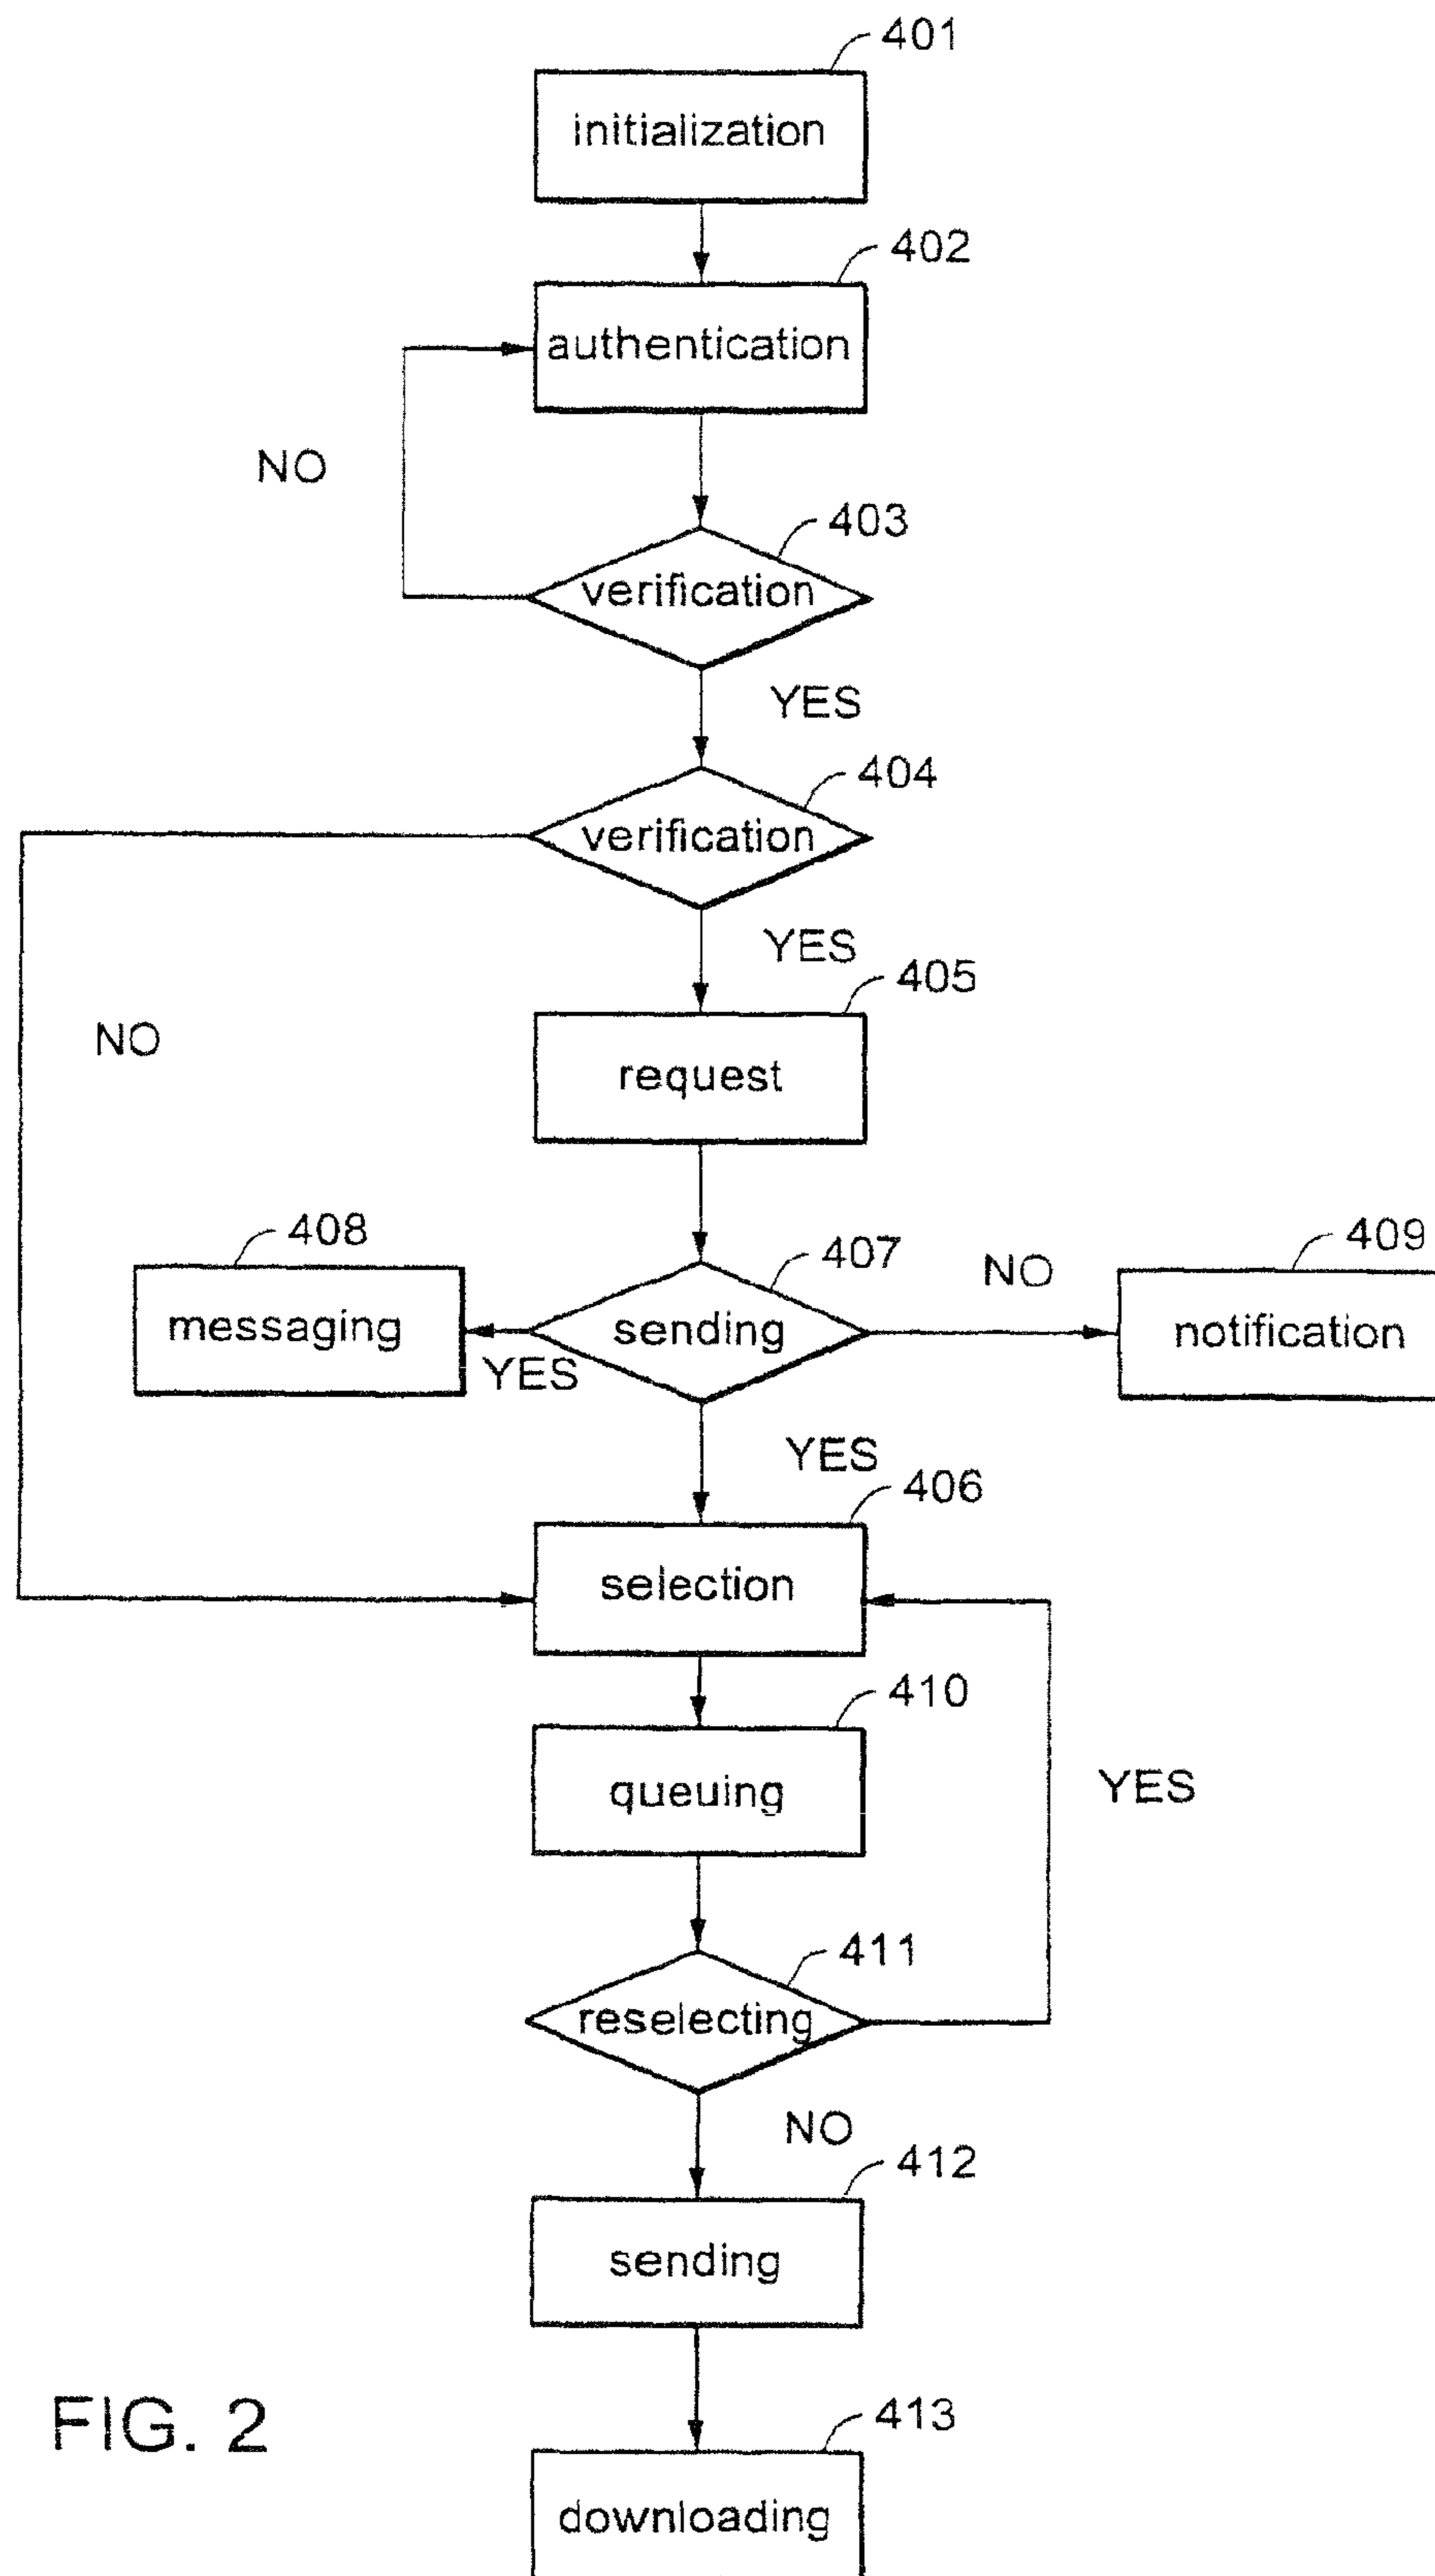 401
initialization
402
authentication
NO
403
verification
YES
404
verification
YES
405
NO
request
408
407
NO
409
messaging
sending
notification
YES
YES
406
selection
410
queuing
YES
411
reselecting
NO
412
sending
FIG. 2
413
downloading